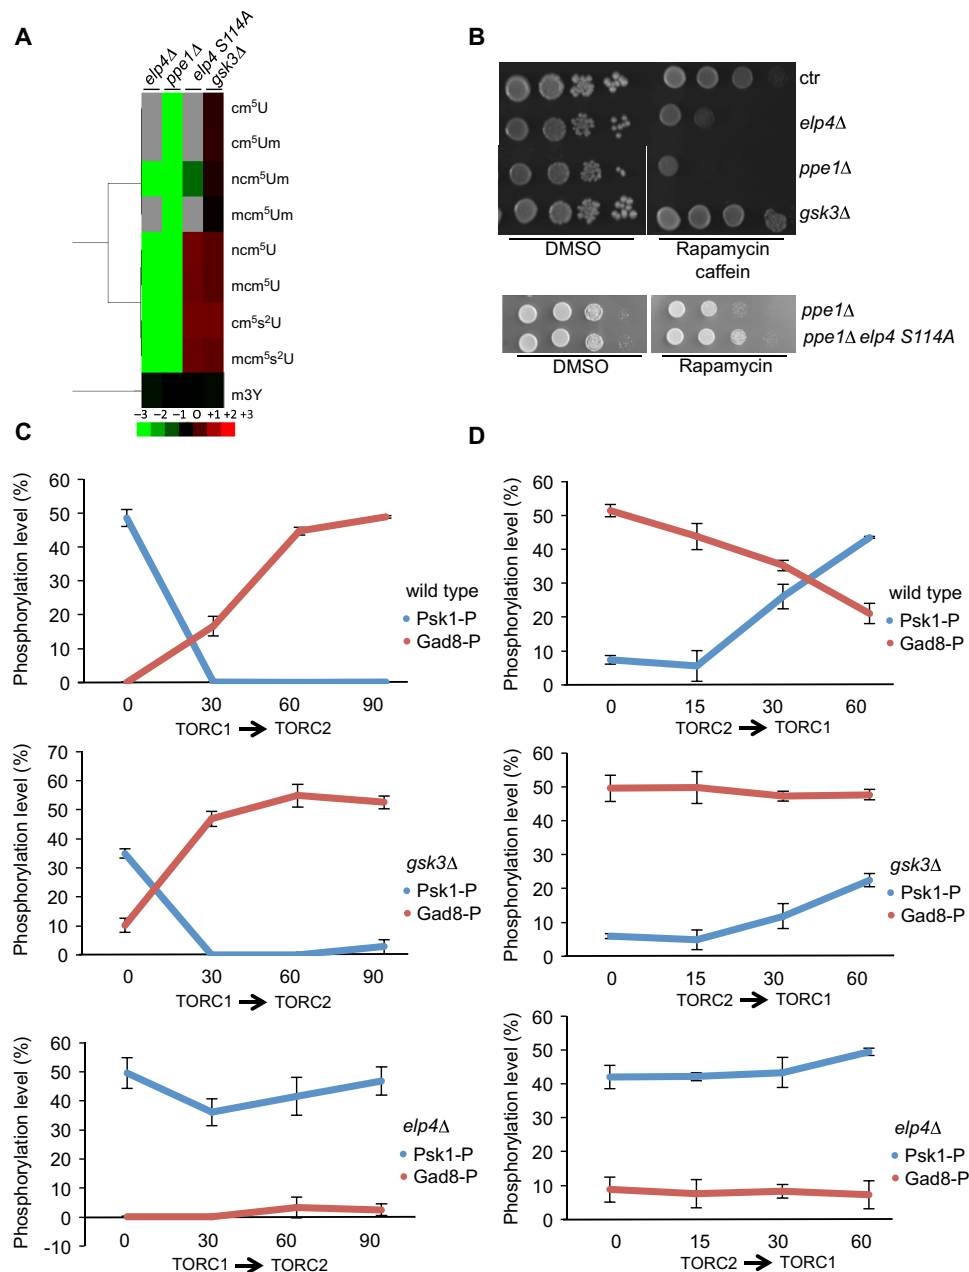 A
elp4Δ
ppe1Δ
elp4 S114A
gsk3Δ
cm⁵U
cm⁵Um
ncm⁵Um
mcm⁵Um
ncm⁵U
mcm⁵U
cm⁵s²U
mcm⁵s²U
m3Y
−3 −2 −1 O +1 +2 +3
B
ctr
elp4Δ
ppe1Δ
gsk3Δ
DMSO
Rapamycin
caffein
ppe1Δ
ppe1Δ elp4 S114A
DMSO
Rapamycin
C
Phosphorylation level (%)
60
50
40
30
20
10
0
0 30 60 90
TORC1 → TORC2
wild type
Psk1-P
Gad8-P
Phosphorylation level (%)
70
60
50
40
30
20
10
0
0 30 60 90
TORC1 → TORC2
gsk3Δ
Psk1-P
Gad8-P
Phosphorylation level (%)
60
50
40
30
20
10
0
-10
0 30 60 90
TORC1 → TORC2
elp4Δ
Psk1-P
Gad8-P
D
Phosphorylation level (%)
60
50
40
30
20
10
0
0 15 30 60
TORC2 → TORC1
wild type
Psk1-P
Gad8-P
Phosphorylation level (%)
60
50
40
30
20
10
0
0 15 30 60
TORC2 → TORC1
gsk3Δ
Psk1-P
Gad8-P
Phosphorylation level (%)
60
50
40
30
20
10
0
0 15 30 60
TORC2 → TORC1
elp4Δ
Psk1-P
Gad8-P